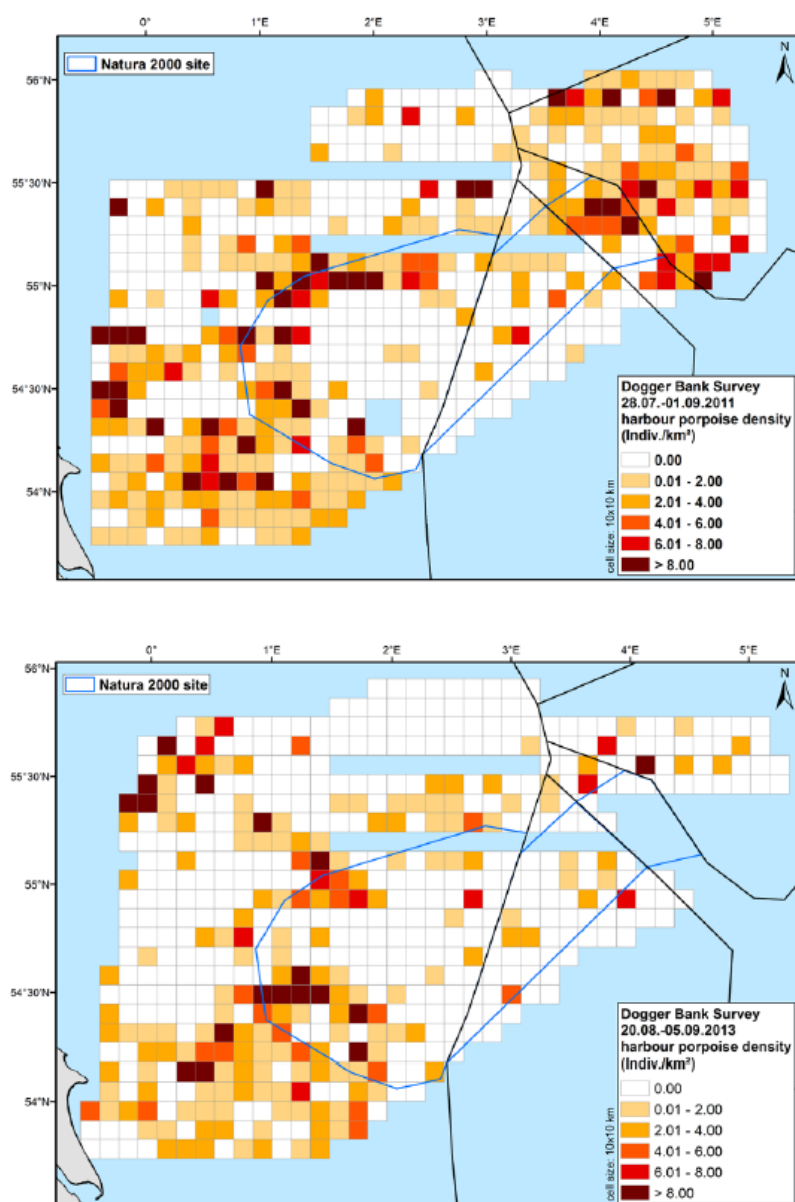 0° 1°E 2°E 3°E 4°E 5°E
Natura 2000 site
N
56°N
55°30'N
55°N
54°30'N
54°N
Dogger Bank Survey
28.07.-01.09.2011
harbour porpoise density
(Indiv./km²)
0.00
0.01 - 2.00
2.01 - 4.00
4.01 - 6.00
6.01 - 8.00
> 8.00
cell size: 10x10 km
0° 1°E 2°E 3°E 4°E 5°E
56°N
Natura 2000 site
N
55°30'N
55°N
54°30'N
54°N
Dogger Bank Survey
20.08.-05.09.2013
harbour porpoise density
(Indiv./km²)
0.00
0.01 - 2.00
2.01 - 4.00
4.01 - 6.00
6.01 - 8.00
> 8.00
cell size: 10x10 km